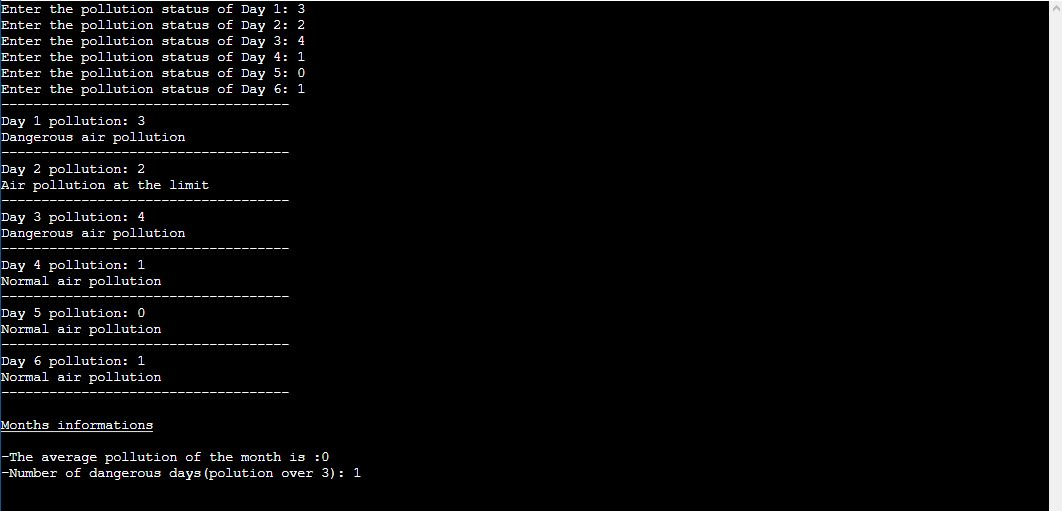 Enter the pollution status of Day 1: 3
Enter the pollution status of Day 2: 2
Enter the pollution status of Day 3: 4
Enter the pollution status of Day 4: 1
Enter the pollution status of Day 5: 0
Enter the pollution status of Day 6: 1
------------------------------------
Day 1 pollution: 3
Dangerous air pollution
------------------------------------
Day 2 pollution: 2
Air pollution at the limit
------------------------------------
Day 3 pollution: 4
Dangerous air pollution
------------------------------------
Day 4 pollution: 1
Normal air pollution
------------------------------------
Day 5 pollution: 0
Normal air pollution
------------------------------------
Day 6 pollution: 1
Normal air pollution
------------------------------------
Months informations
-The average pollution of the month is :0
-Number of dangerous days(polution over 3): 1